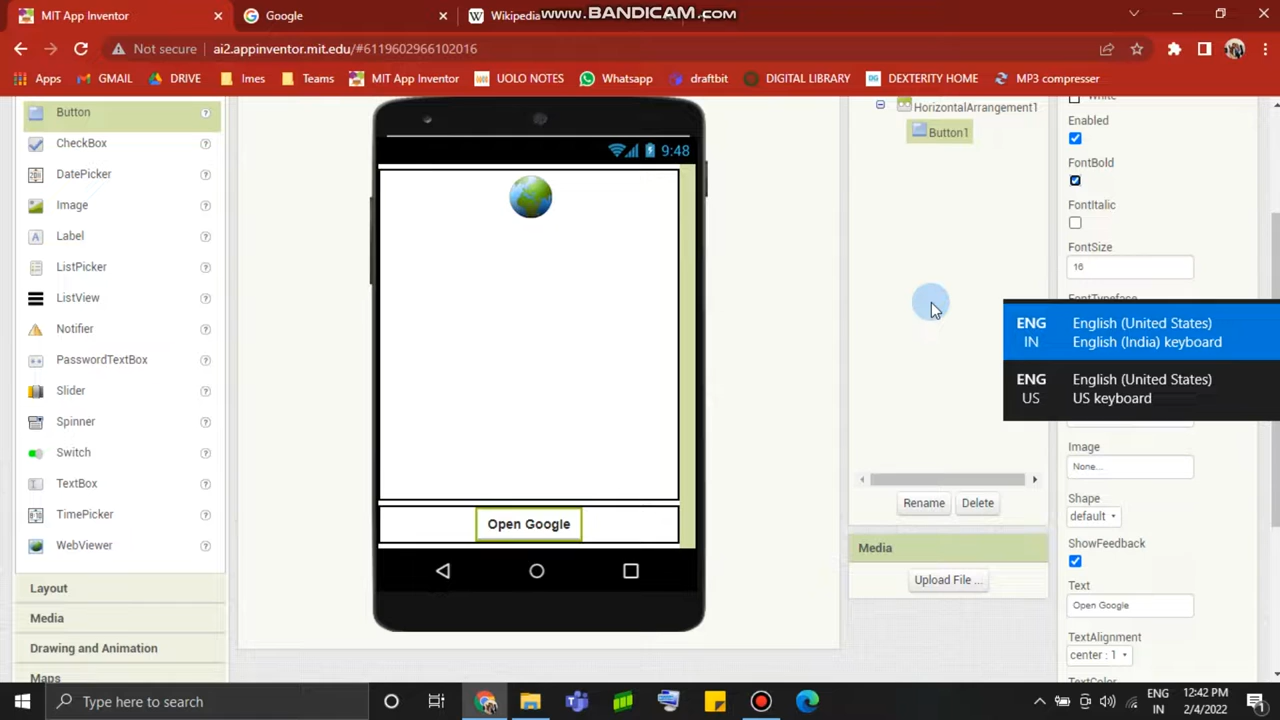 MIT App Inventor
Google
Wikipedia
www.BANDICAM.com
Not secure
ai2.appinventor.mit.edu/#6119602966102016
Apps
GMAIL
DRIVE
Imes
Teams
MIT App Inventor
UOLO NOTES
Whatsapp
draftbit
DIGITAL LIBRARY
DEXTERITY HOME
MP3 compresser
Button
CheckBox
DatePicker
Image
Label
ListPicker
ListView
Notifier
PasswordTextBox
Slider
Spinner
Switch
TextBox
TimePicker
WebViewer
Layout
Media
Drawing and Animation
Maps
9:48
Open Google
HorizontalArrangement1
Button1
Rename
Delete
Media
Upload File ...
Enabled
FontBold
FontItalic
FontSize
16
FontTypeface
ENG English (United States)
IN English (India) keyboard
ENG English (United States)
US US keyboard
Image
None...
Shape
default
ShowFeedback
Text
Open Google
TextAlignment
center : 1
TextColor
Type here to search
ENG
IN
12:42 PM
2/4/2022
1